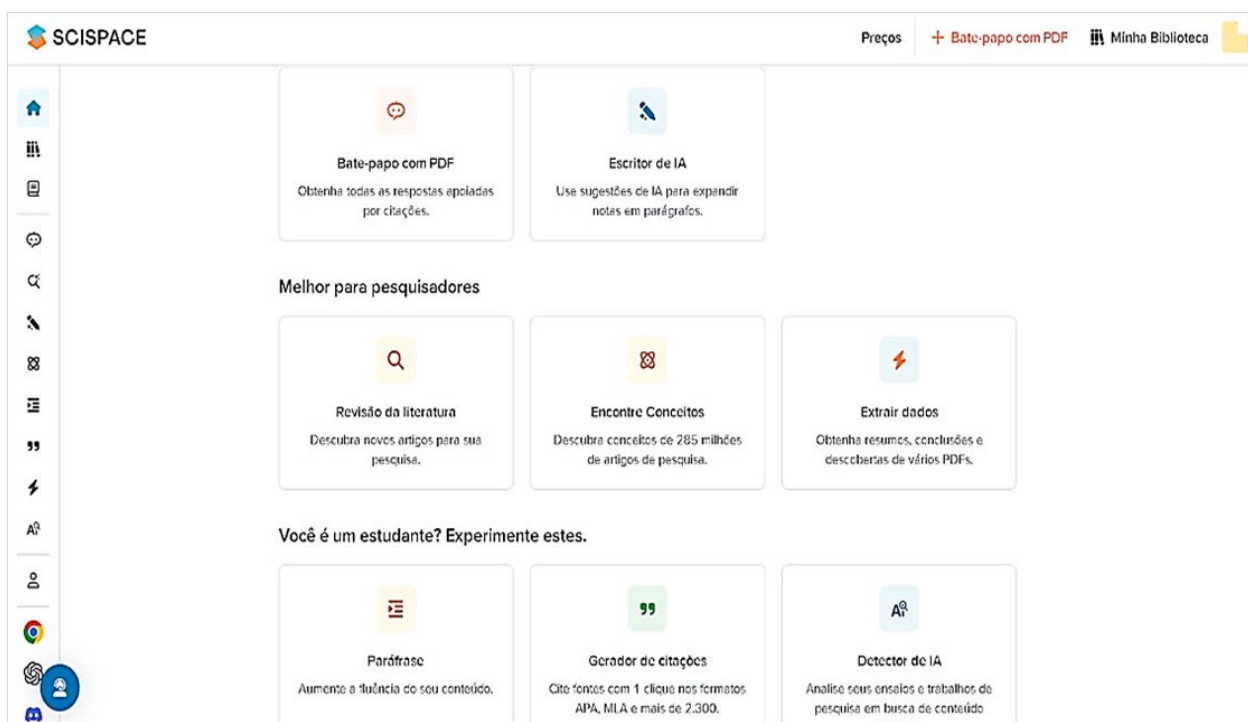 SCISPACE
Preços
+ Bate-papo com PDF
Minha Biblioteca
Bate-papo com PDF
Obtenha todas as respostas apoiadas
por citações.
Escritor de IA
Use sugestões de IA para expandir
notas em parágrafos.
Melhor para pesquisadores
Revisão da literatura
Descubra novos artigos para sua
pesquisa.
Encontre Conceitos
Descubra conceitos de 285 milhões
de artigos de pesquisa.
Extrair dados
Obtenha resumos, conclusões e
descobertas de vários PDFs.
Você é um estudante? Experimente estes.
Paráfrase
Aumente a fluência do seu conteúdo.
Gerador de citações
Cite fontes com 1 clique nos formatos
APA, MLA e mais de 2.300.
Detector de IA
Analise seus ensaios e trabalhos de
pesquisa em busca de conteúdo